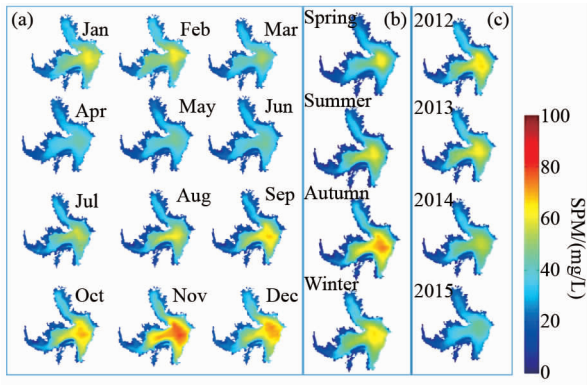 (a)
Jan
Feb
Mar
Apr
May
Jun
Jul
Aug
Sep
Oct
Nov
Dec
(b)
Spring
Summer
Autumn
Winter
(c)
2012
2013
2014
2015
100
80
60
40
20
0
SPM(mg/L)